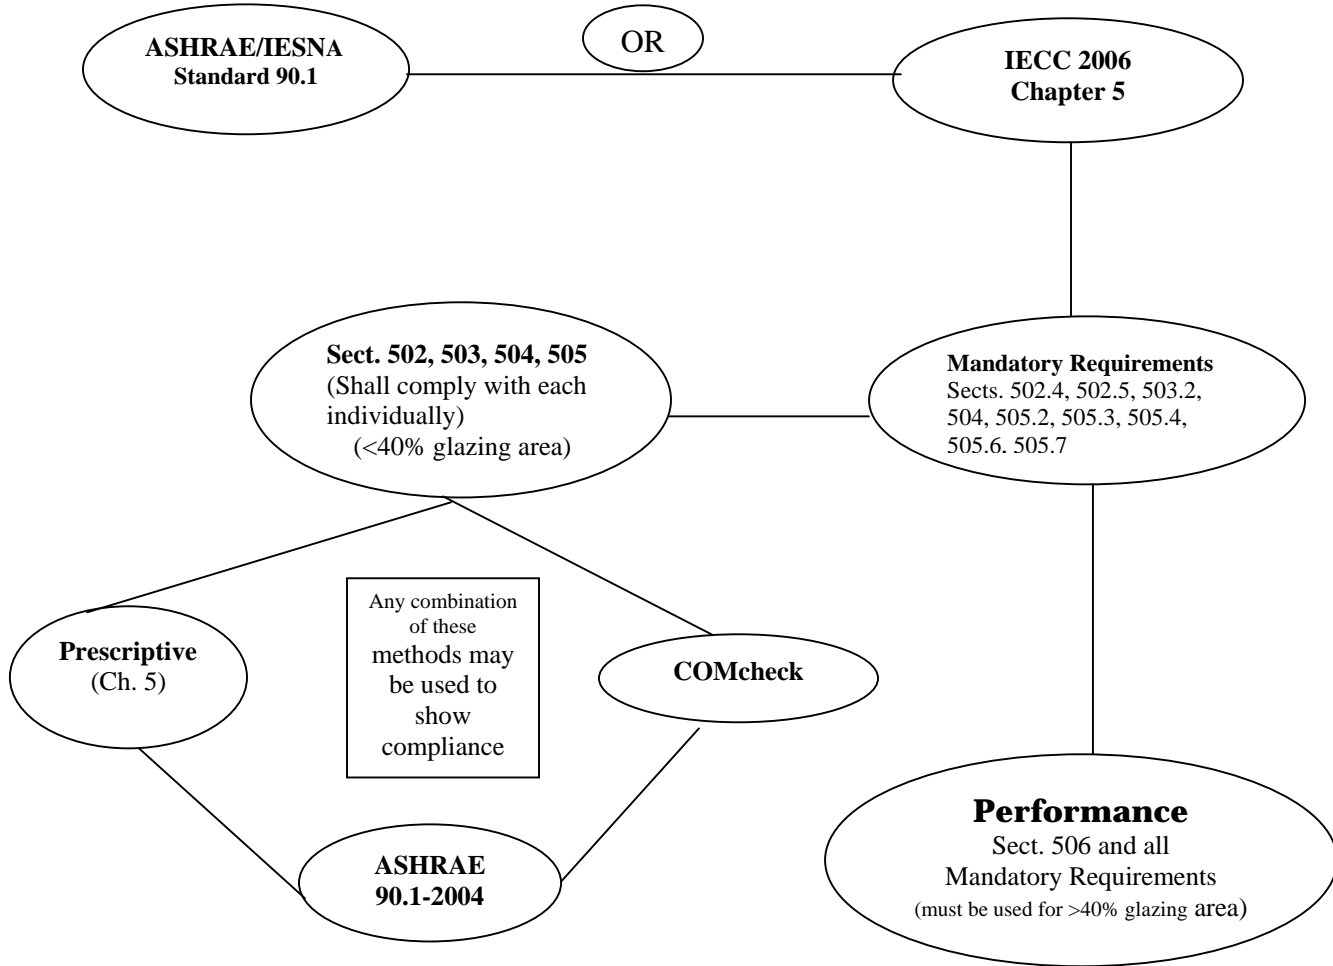 ASHRAE/IESNA
Standard 90.1
OR
IECC 2006
Chapter 5
Sect. 502, 503, 504, 505
(Shall comply with each
individually)
(<40% glazing area)
Mandatory Requirements
Sects. 502.4, 502.5, 503.2,
504, 505.2, 505.3, 505.4,
505.6, 505.7
Prescriptive
(Ch. 5)
Any combination
of these
methods may
be used to
show
compliance
COMcheck
ASHRAE
90.1-2004
Performance
Sect. 506 and all
Mandatory Requirements
(must be used for >40% glazing area)